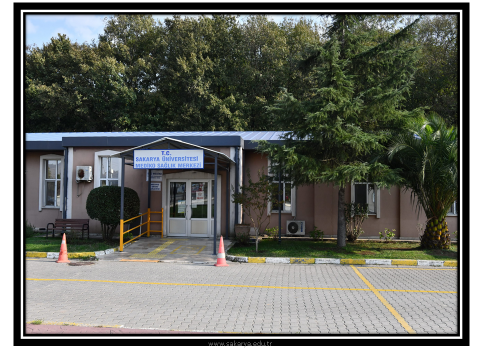 T.C.
SAKARYA ÜNİVERSİTESİ
MEDİKO SAĞLIK MERKEZİ
www.sakarya.edu.tr